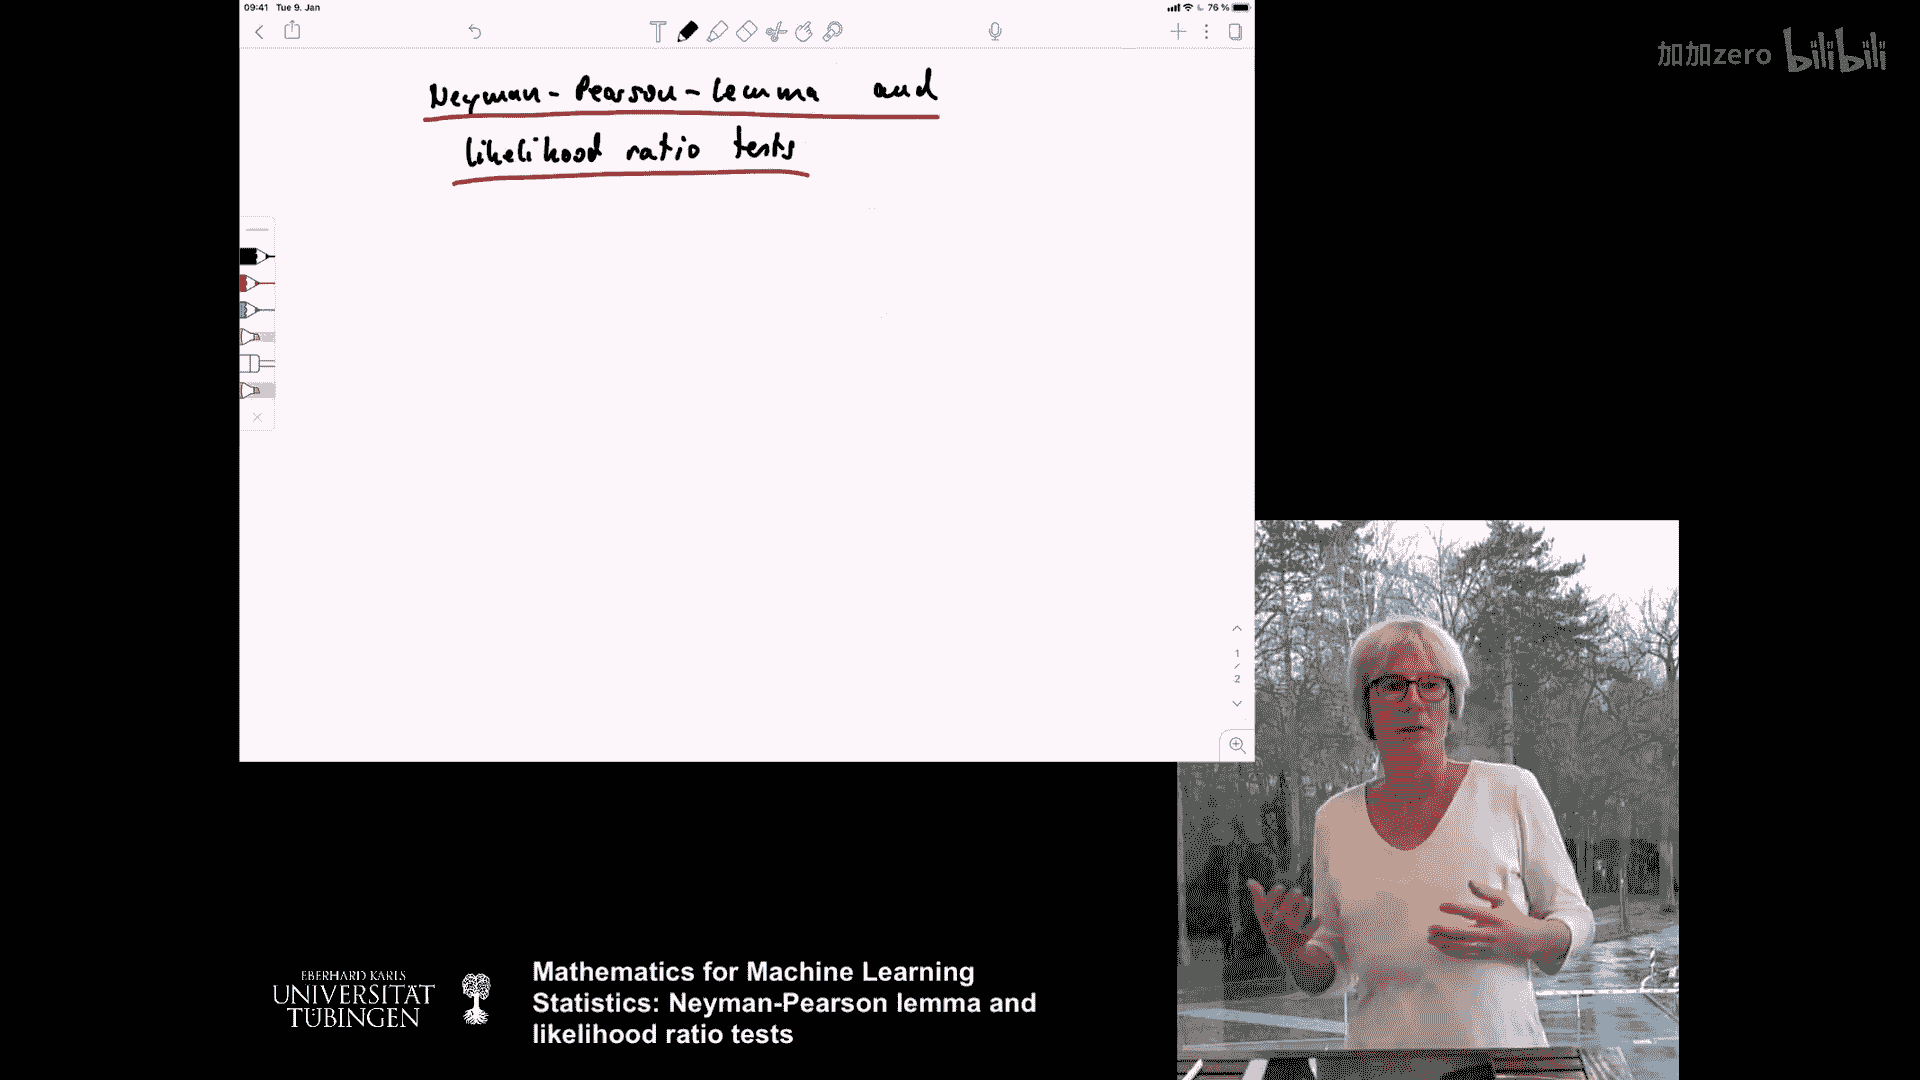 09:41 Tue 9. Jan
76 %
加加zero bilibili
T
Neyman - Pearson - lemma and
likelihood ratio tests
1
/
2
EBERHARD KARLS
UNIVERSITÄT
TÜBINGEN
Mathematics for Machine Learning
Statistics: Neyman-Pearson lemma and
likelihood ratio tests